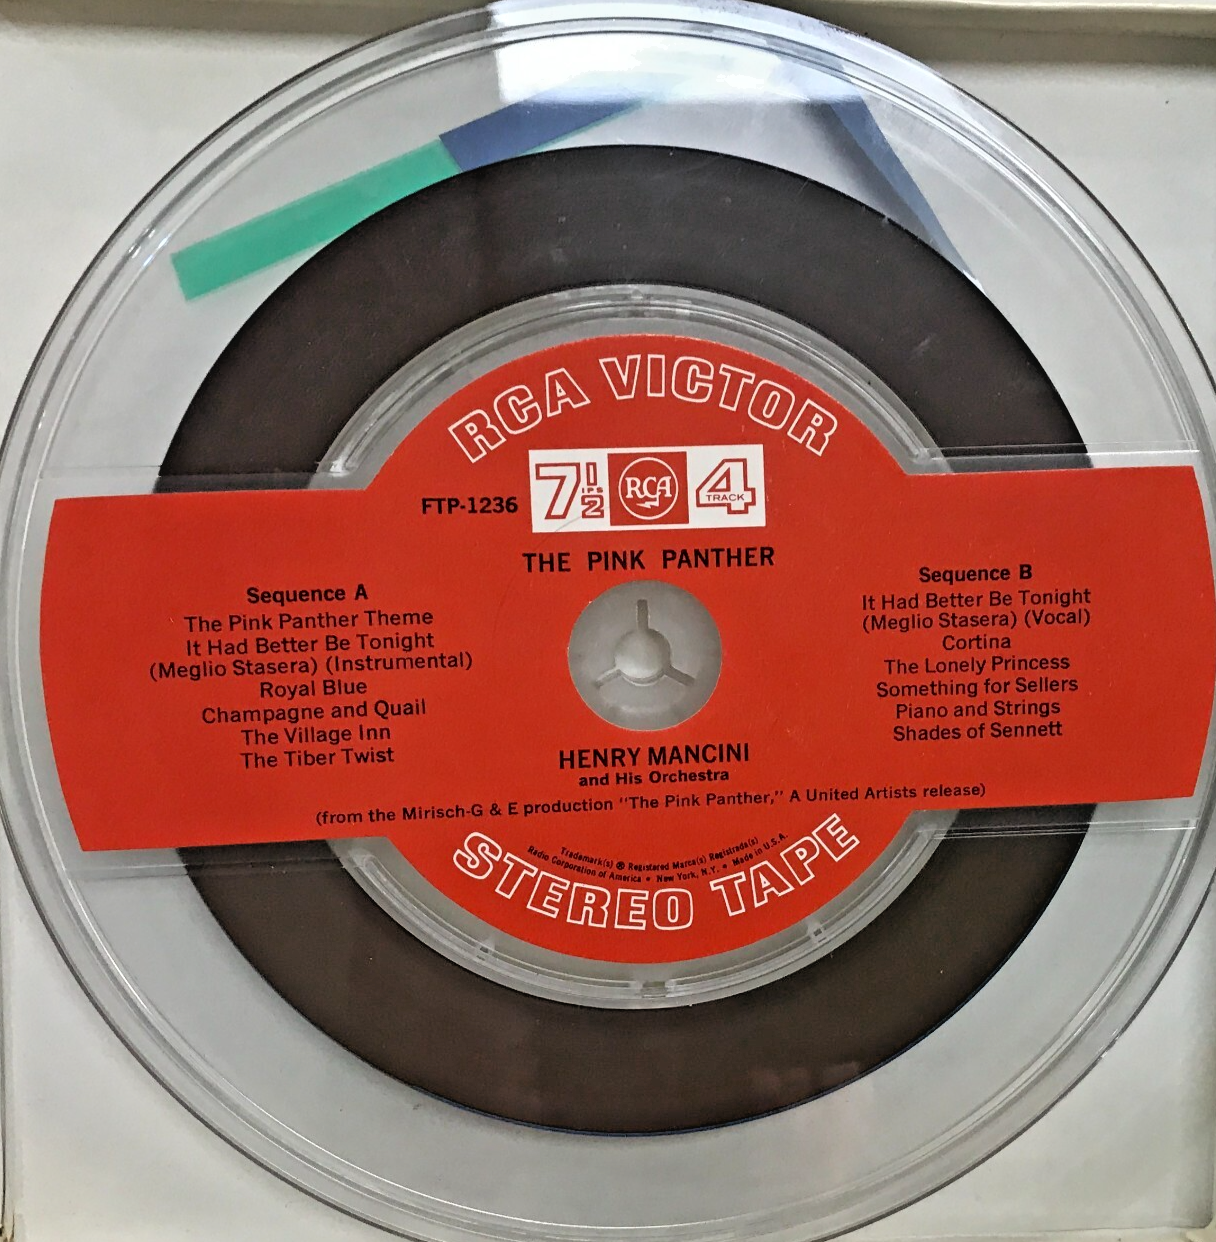 RCA VICTOR
FTP-1236
7 1/2 IPS RCA 4 TRACK
THE PINK PANTHER
Sequence A
The Pink Panther Theme
It Had Better Be Tonight
(Meglio Stasera) (Instrumental)
Royal Blue
Champagne and Quail
The Village Inn
The Tiber Twist
Sequence B
It Had Better Be Tonight
(Meglio Stasera) (Vocal)
Cortina
The Lonely Princess
Something for Sellers
Piano and Strings
Shades of Sennett
HENRY MANCINI
and His Orchestra
(from the Mirisch-G & E production "The Pink Panther," A United Artists release)
Trademark(s) ® Registered Marca(s) Registrada(s)
Radio Corporation of America • New York, N.Y. • Made in U.S.A.
STEREO TAPE